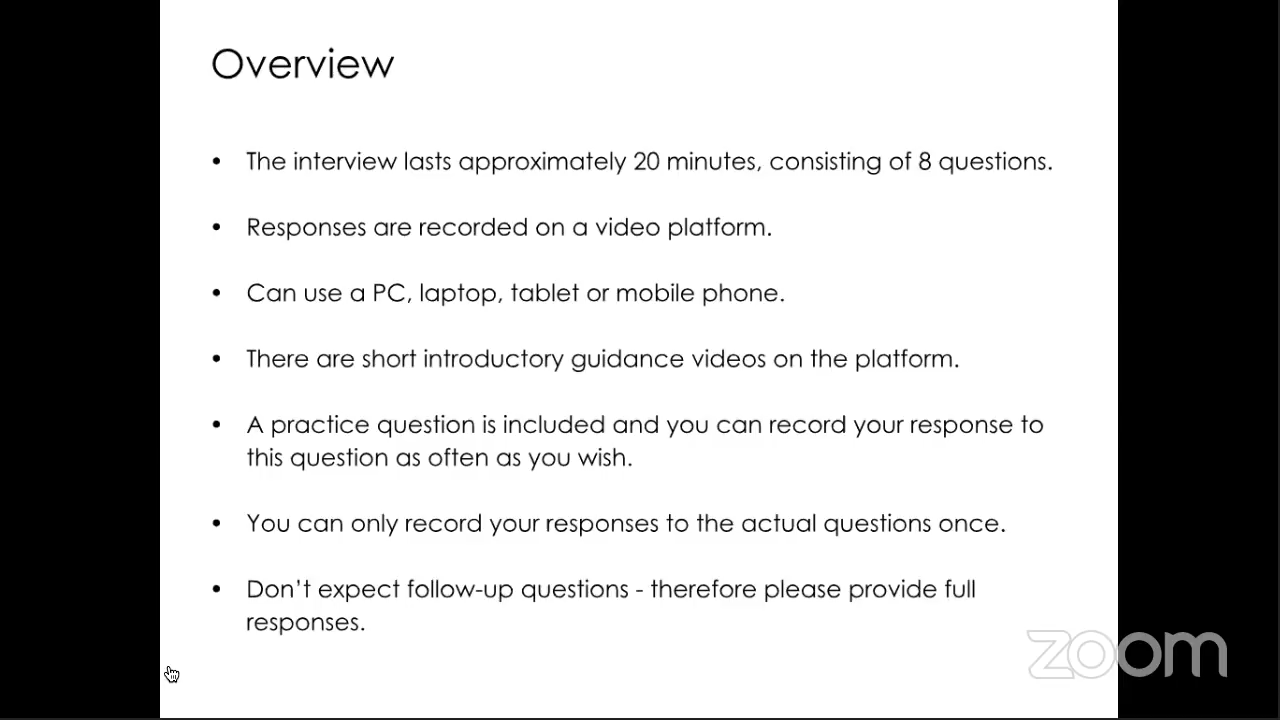 Overview
• The interview lasts approximately 20 minutes, consisting of 8 questions.
• Responses are recorded on a video platform.
• Can use a PC, laptop, tablet or mobile phone.
• There are short introductory guidance videos on the platform.
• A practice question is included and you can record your response to
this question as often as you wish.
• You can only record your responses to the actual questions once.
• Don’t expect follow-up questions - therefore please provide full
responses.
zoom